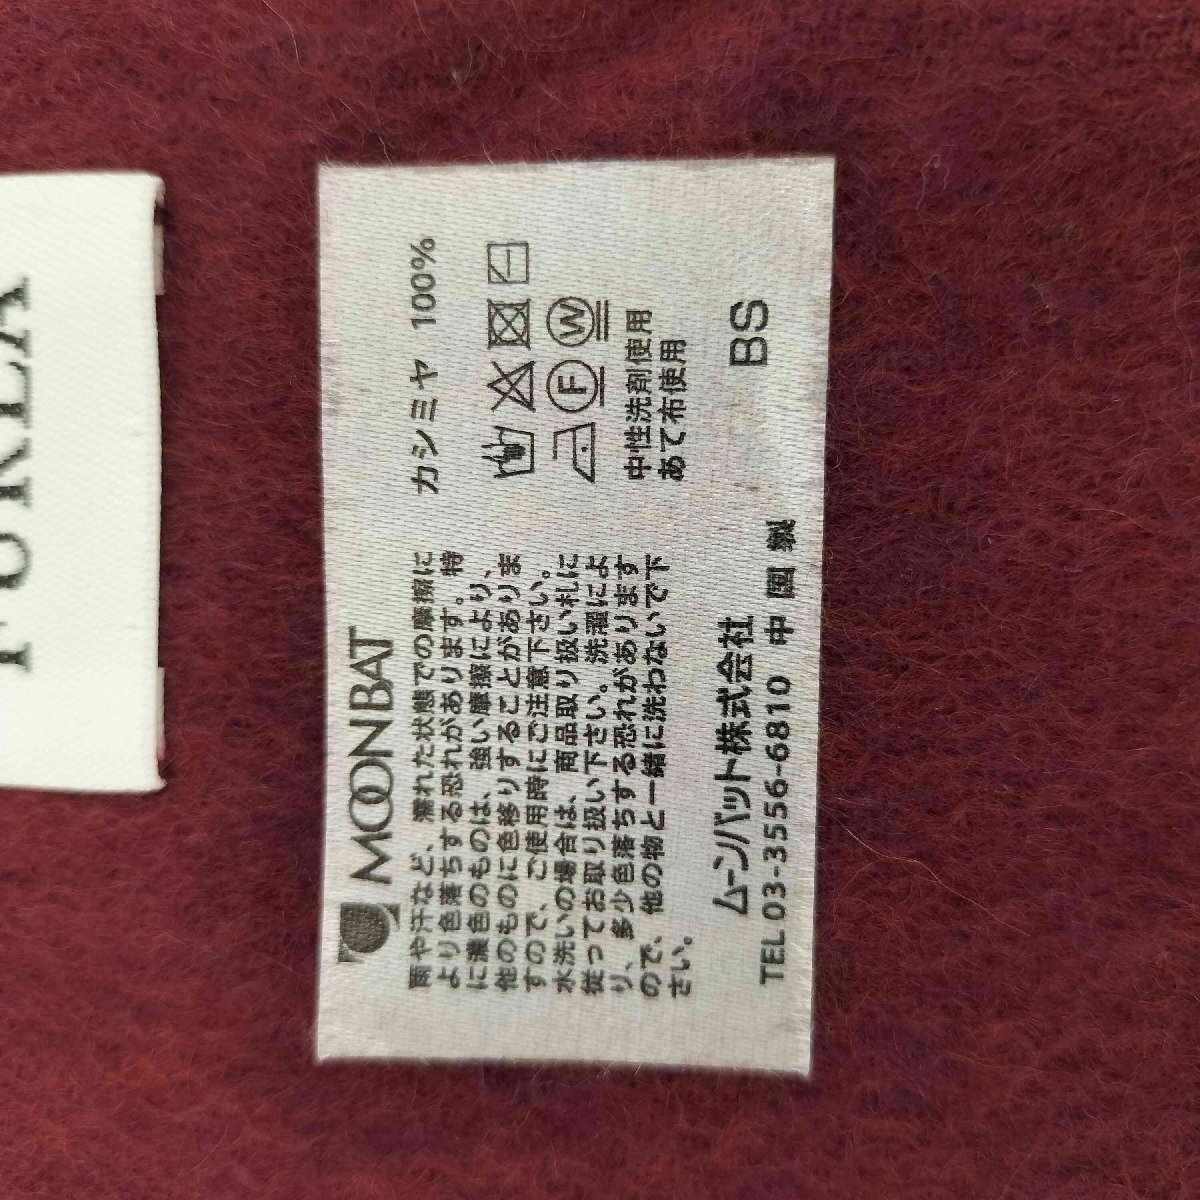 FURLA
MOONBAT
雨や汗など、濡れた状態での摩擦に
より色落ちする恐れがあります。特
に濃色のものは、強い摩擦により、
他のものに色移りすることがありま
すので、ご使用時にご注意下さい。
水洗いの場合は、商品取り扱い札に
従ってお取り扱い下さい。洗濯によ
り、多少色落ちする恐れがあります
ので、他の物と一緒に洗わないで下
さい。
ムーンバット株式会社
TEL 03-3556-6810 中国製
カシミヤ 100%
F W
中性洗剤使用
あて布使用
BS